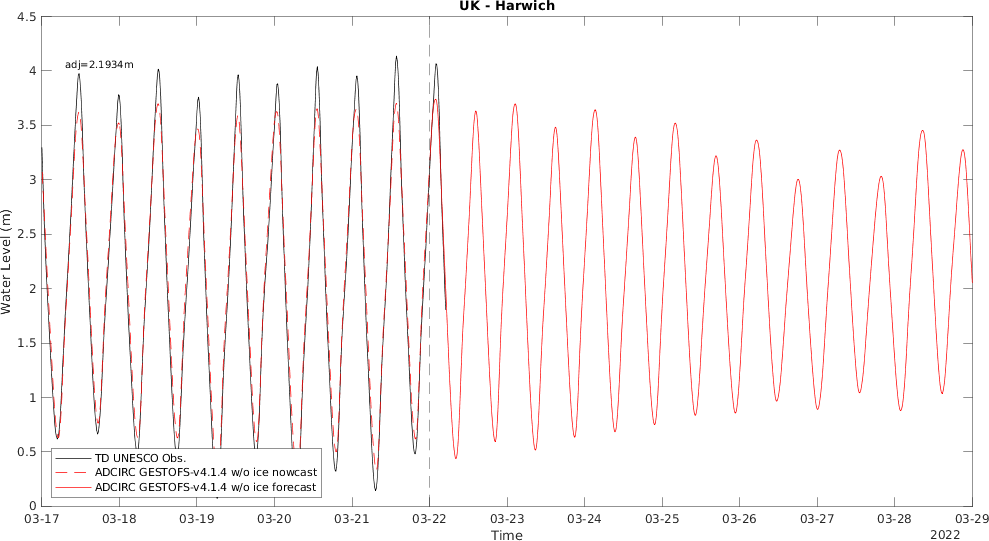 UK - Harwich
4.5
4
3.5
3
2.5
2
1.5
1
0.5
0
Water Level (m)
adj=2.1934m
TD UNESCO Obs.
ADCIRC GESTOFS-v4.1.4 w/o ice nowcast
ADCIRC GESTOFS-v4.1.4 w/o ice forecast
03-17 03-18 03-19 03-20 03-21 03-22 03-23 03-24 03-25 03-26 03-27 03-28 03-29
Time
2022